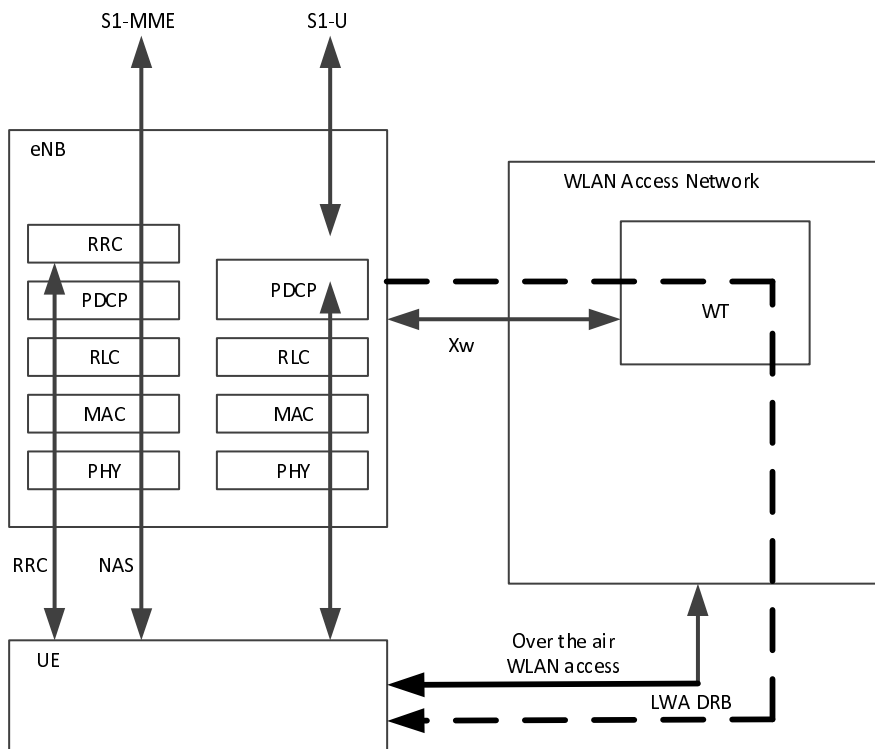 S1-MME
S1-U
eNB
RRC
PDCP
RLC
MAC
PHY
PDCP
RLC
MAC
PHY
Xw
WLAN Access Network
WT
RRC
NAS
UE
Over the air
WLAN access
LWA DRB